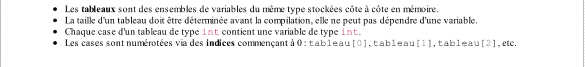 • Les tableaux sont des ensembles de variables du même type stockées côte à côte en mémoire.
• La taille d'un tableau doit être déterminée avant la compilation, elle ne peut pas dépendre d'une variable.
• Chaque case d'un tableau de type int contient une variable de type int.
• Les cases sont numérotées via des indices commençant à 0 : tableau[0], tableau[1], tableau[2], etc.